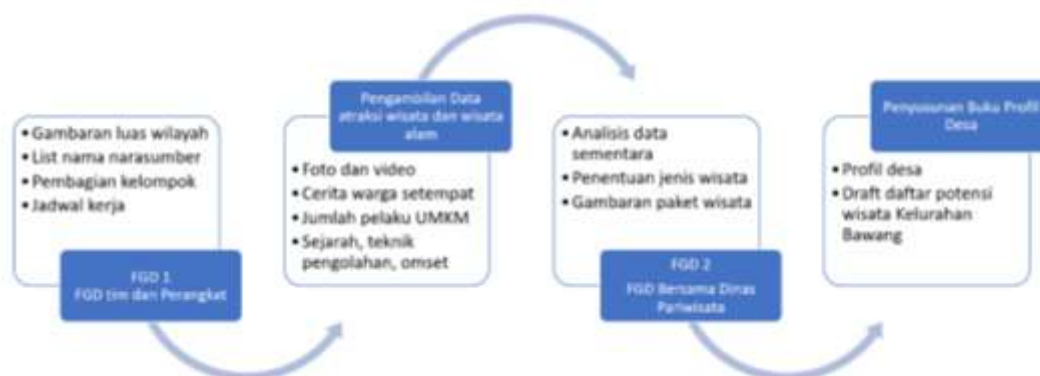 • Gambaran luas wilayah
• List nama narasumber
• Pembagian kelompok
• Jadwal kerja
FGD 1
FGD tim dan Perangkat
Pengambilan Data
atraksi wisata dan wisata
alam
• Foto dan video
• Cerita warga setempat
• Jumlah pelaku UMKM
• Sejarah, teknik
pengolahan, omset
• Analisis data
sementara
• Penentuan jenis wisata
• Gambaran paket wisata
FGD 2
FGD Bersama Dinas
Pariwisata
Penyusunan Buku Profil
Desa
• Profil desa
• Draft daftar potensi
wisata Kelurahan
Bawang